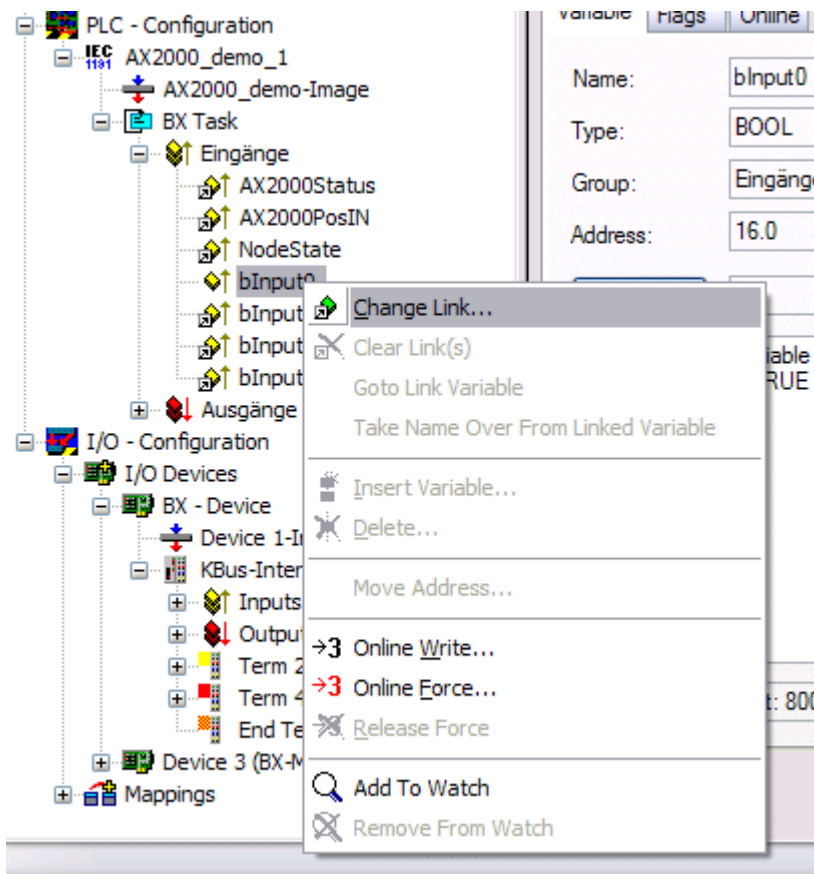 PLC - Configuration
IEC
1131
AX2000_demo_1
AX2000_demo-Image
BX Task
Eingänge
AX2000Status
AX2000PosIN
NodeState
bInput0
bInput
bInput
bInput
Ausgänge
I/O - Configuration
I/O Devices
BX - Device
Device 1-I
KBus-Inter
Inputs
Outpu
Term 2
Term 4
End Te
Device 3 (BX-M
Mappings
Variable Flags Online
Name: bInput0
Type: BOOL
Group: Eingäng
Address: 16.0
iable
RUE
t: 800
Change Link...
Clear Link(s)
Goto Link Variable
Take Name Over From Linked Variable
Insert Variable...
Delete...
Move Address...
→3 Online Write...
→3 Online Force...
Release Force
Add To Watch
Remove From Watch